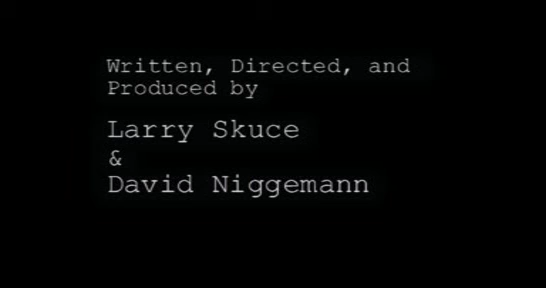 Written, Directed, and
Produced by
Larry Skuce
&
David Niggemann